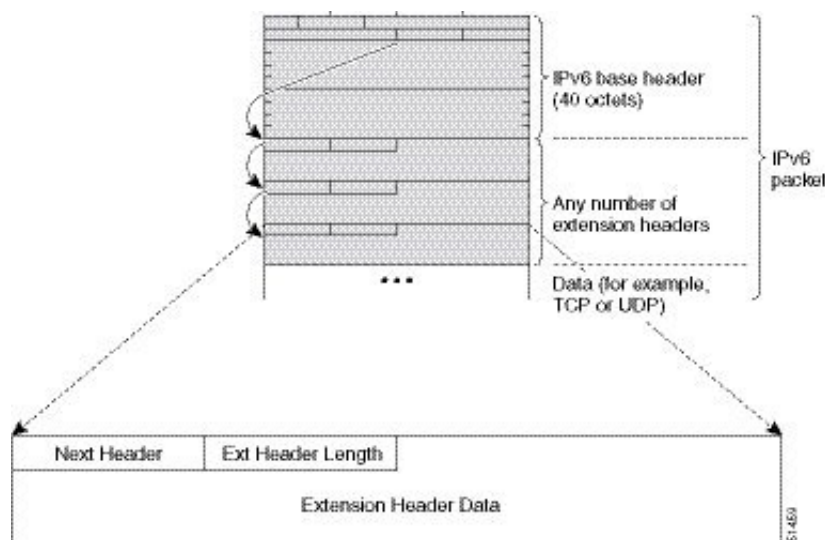 IPv6 base header
(40 octets)
IPv6
packet
Any number of
extension headers
•••
Data (for example,
TCP or UDP)
Next Header
Ext Header Length
Extension Header Data
51459